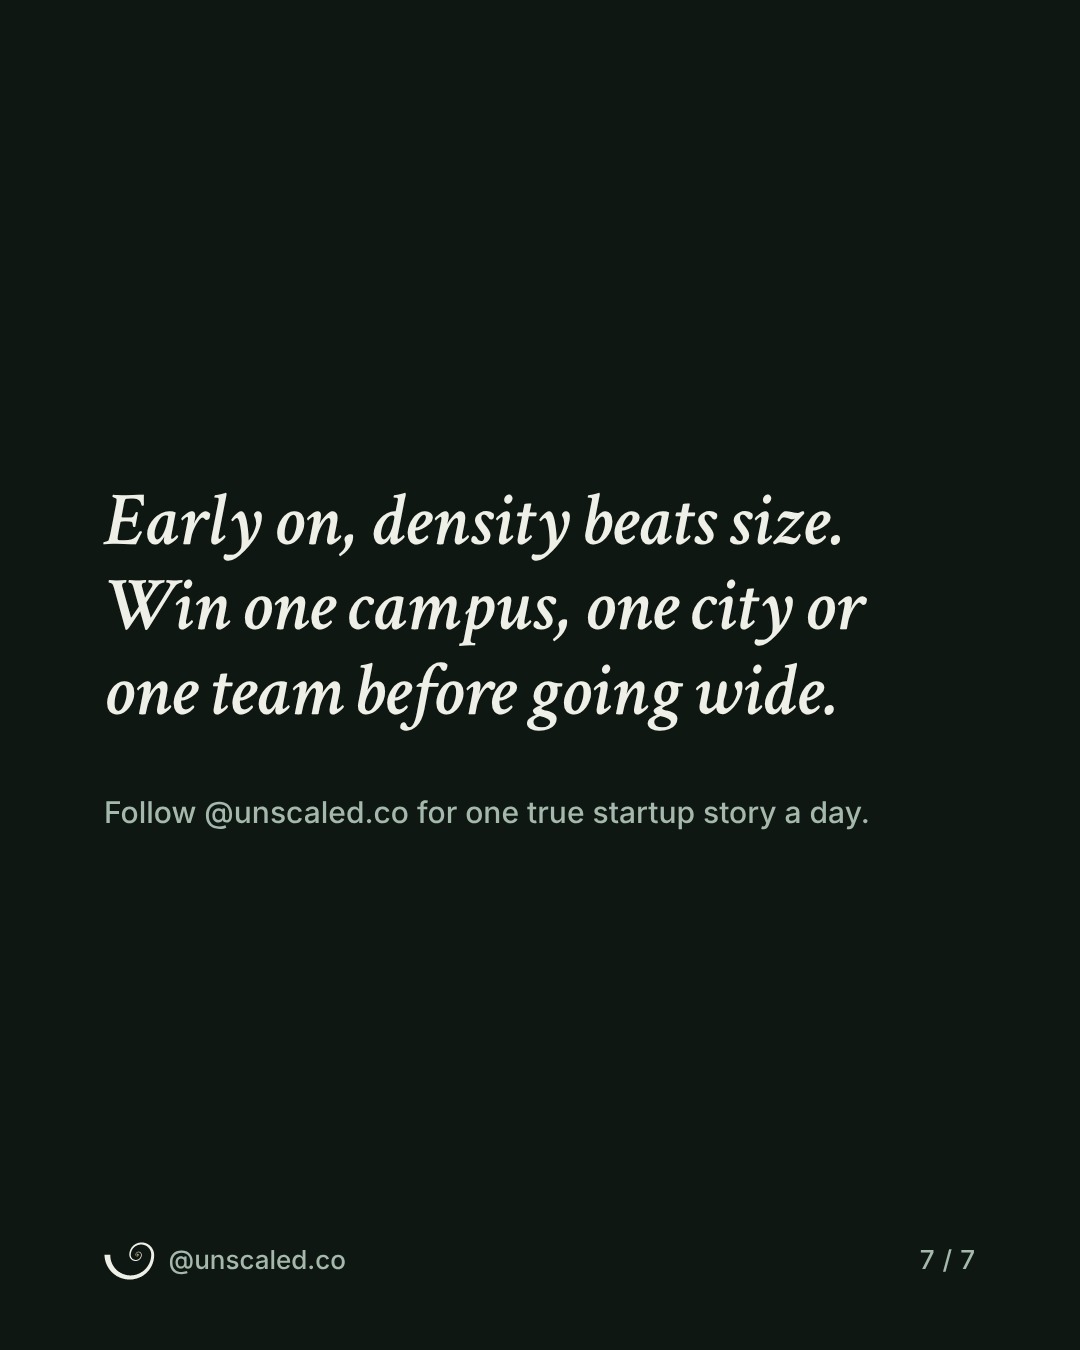 Early on, density beats size.
Win one campus, one city or
one team before going wide.
Follow @unscaled.co for one true startup story a day.
@unscaled.co
7 / 7